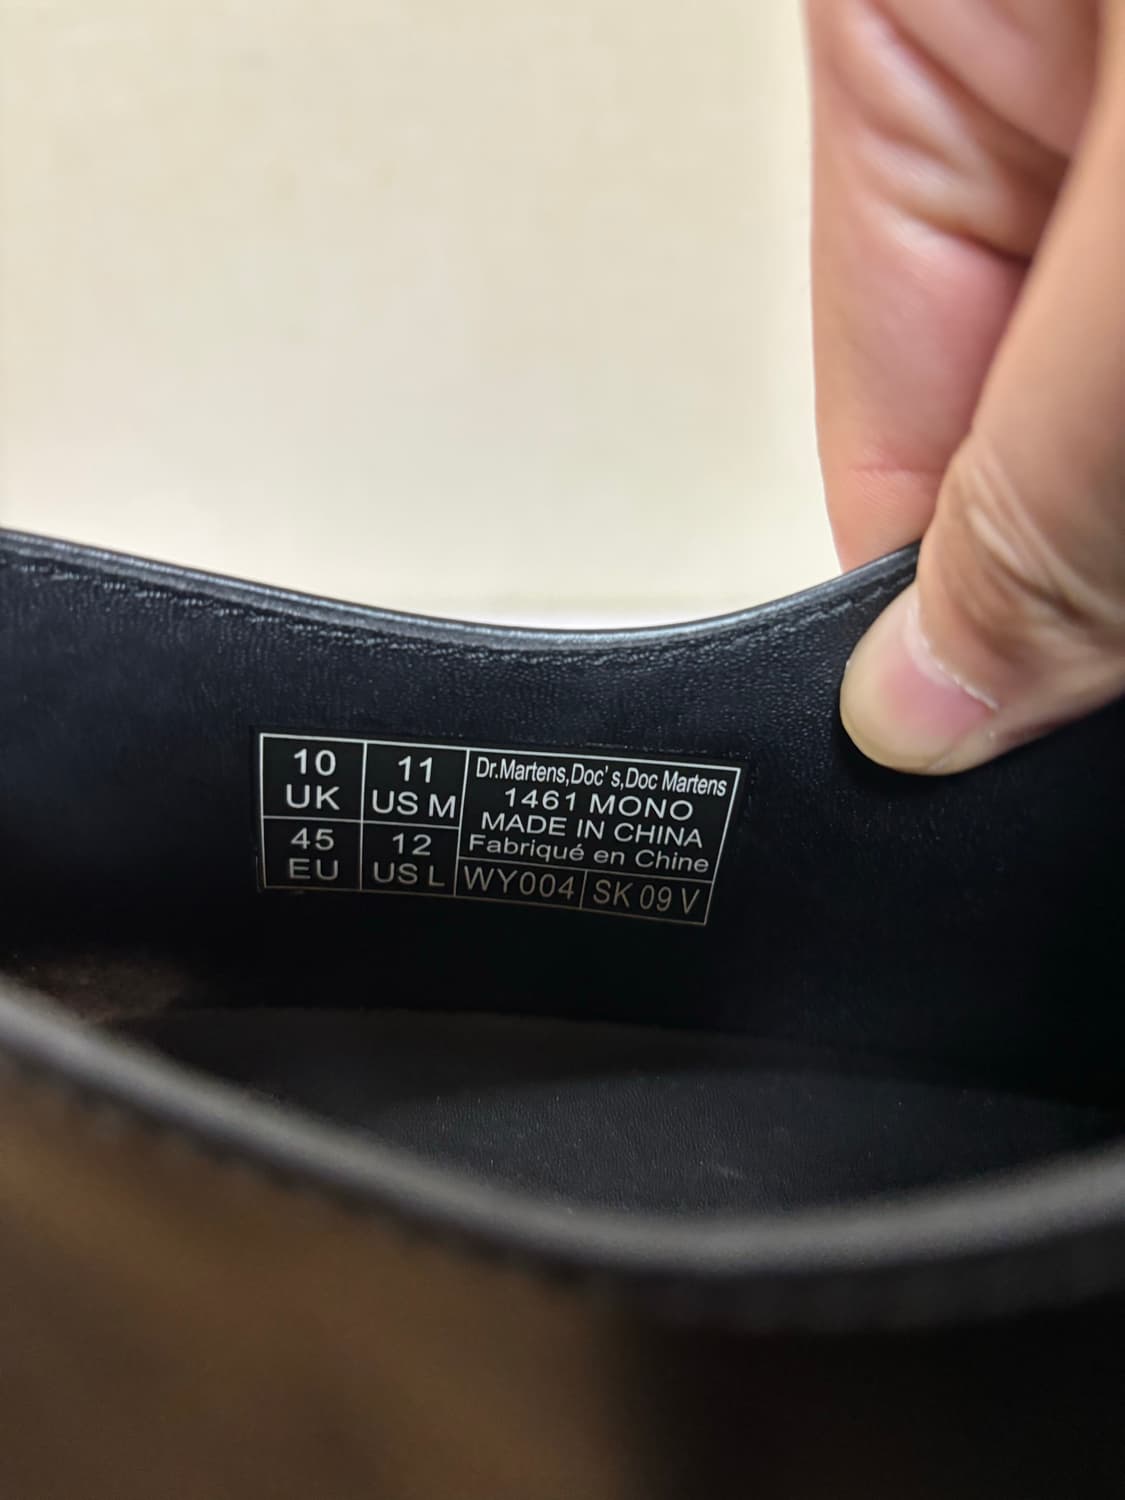 10
UK
11
US M
45
EU
12
US L
Dr.Martens,Doc's,Doc Martens
1461 MONO
MADE IN CHINA
Fabriqué en Chine
WY004
SK 09 V